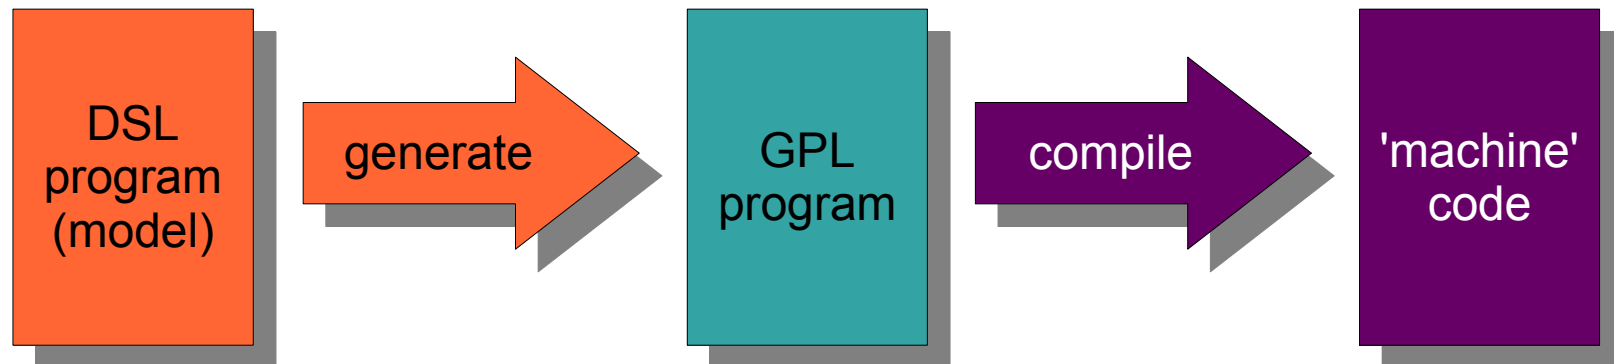 DSL
program
(model)
generate
GPL
program
compile
'machine'
code